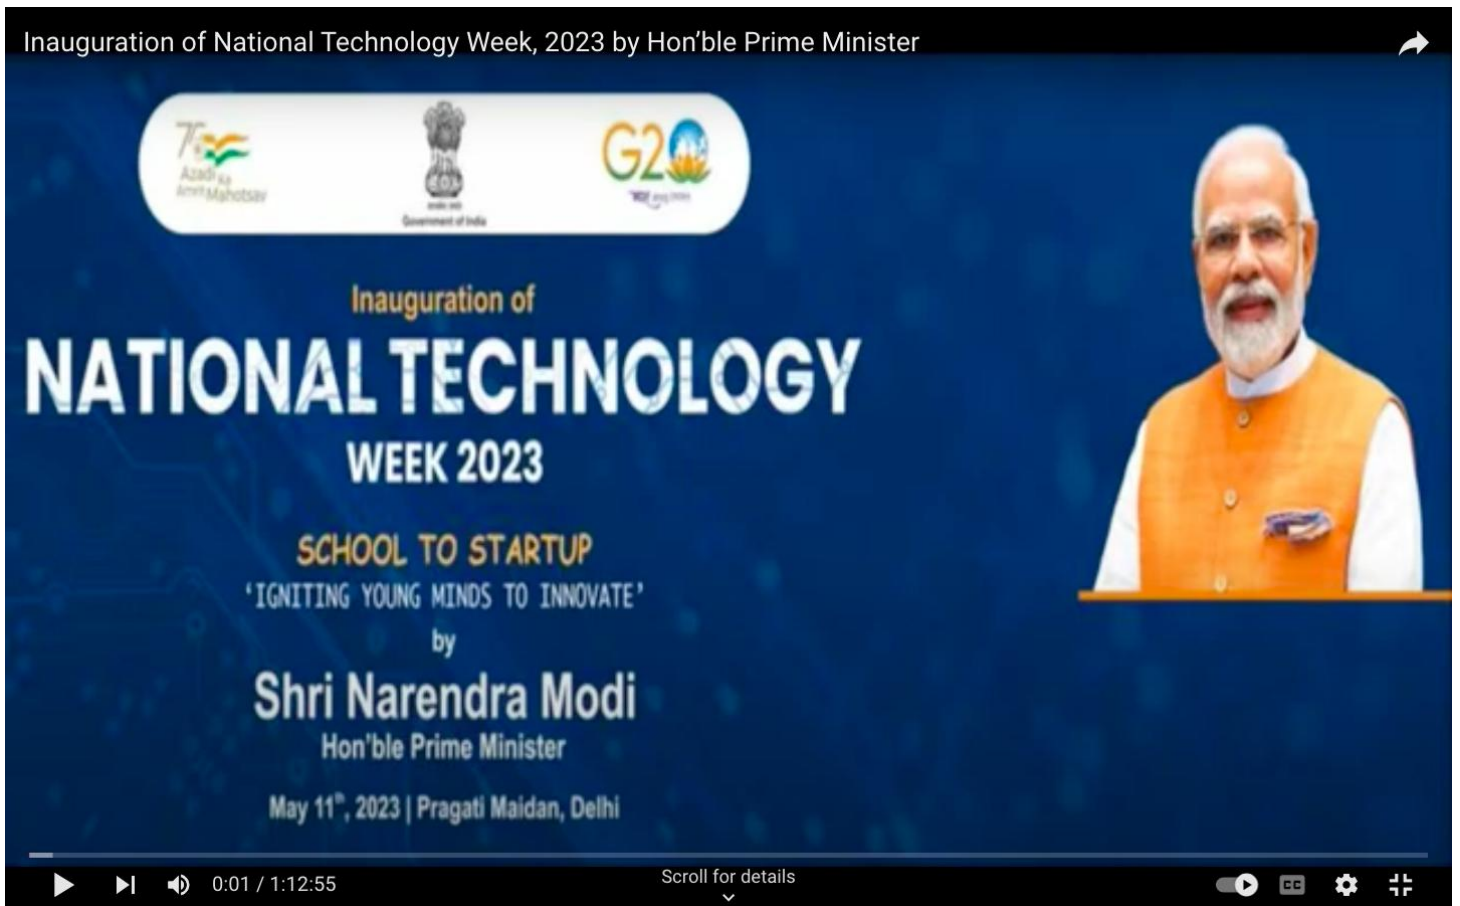 Inauguration of National Technology Week, 2023 by Hon’ble Prime Minister
75
Azadi Ka
Amrit Mahotsav
Government of India
G20
Inauguration of
NATIONAL TECHNOLOGY
WEEK 2023
SCHOOL TO STARTUP
‘IGNITING YOUNG MINDS TO INNOVATE’
by
Shri Narendra Modi
Hon'ble Prime Minister
May 11th, 2023 | Pragati Maidan, Delhi
0:01 / 1:12:55
Scroll for details
CC